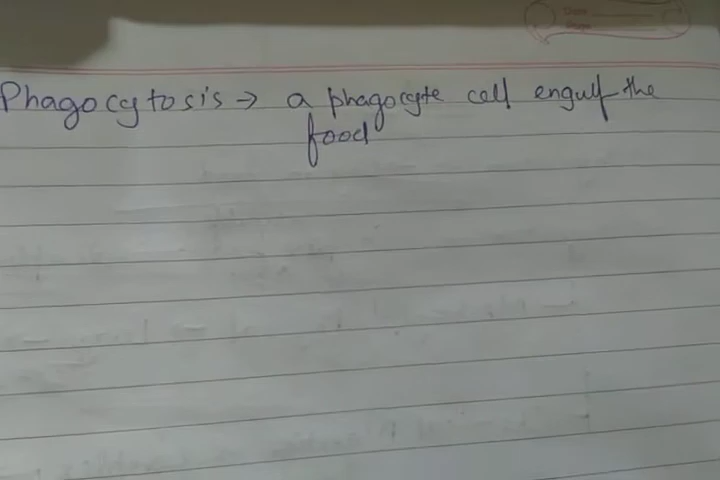 Phagocytosis → a phagocyte cell engulf the
food